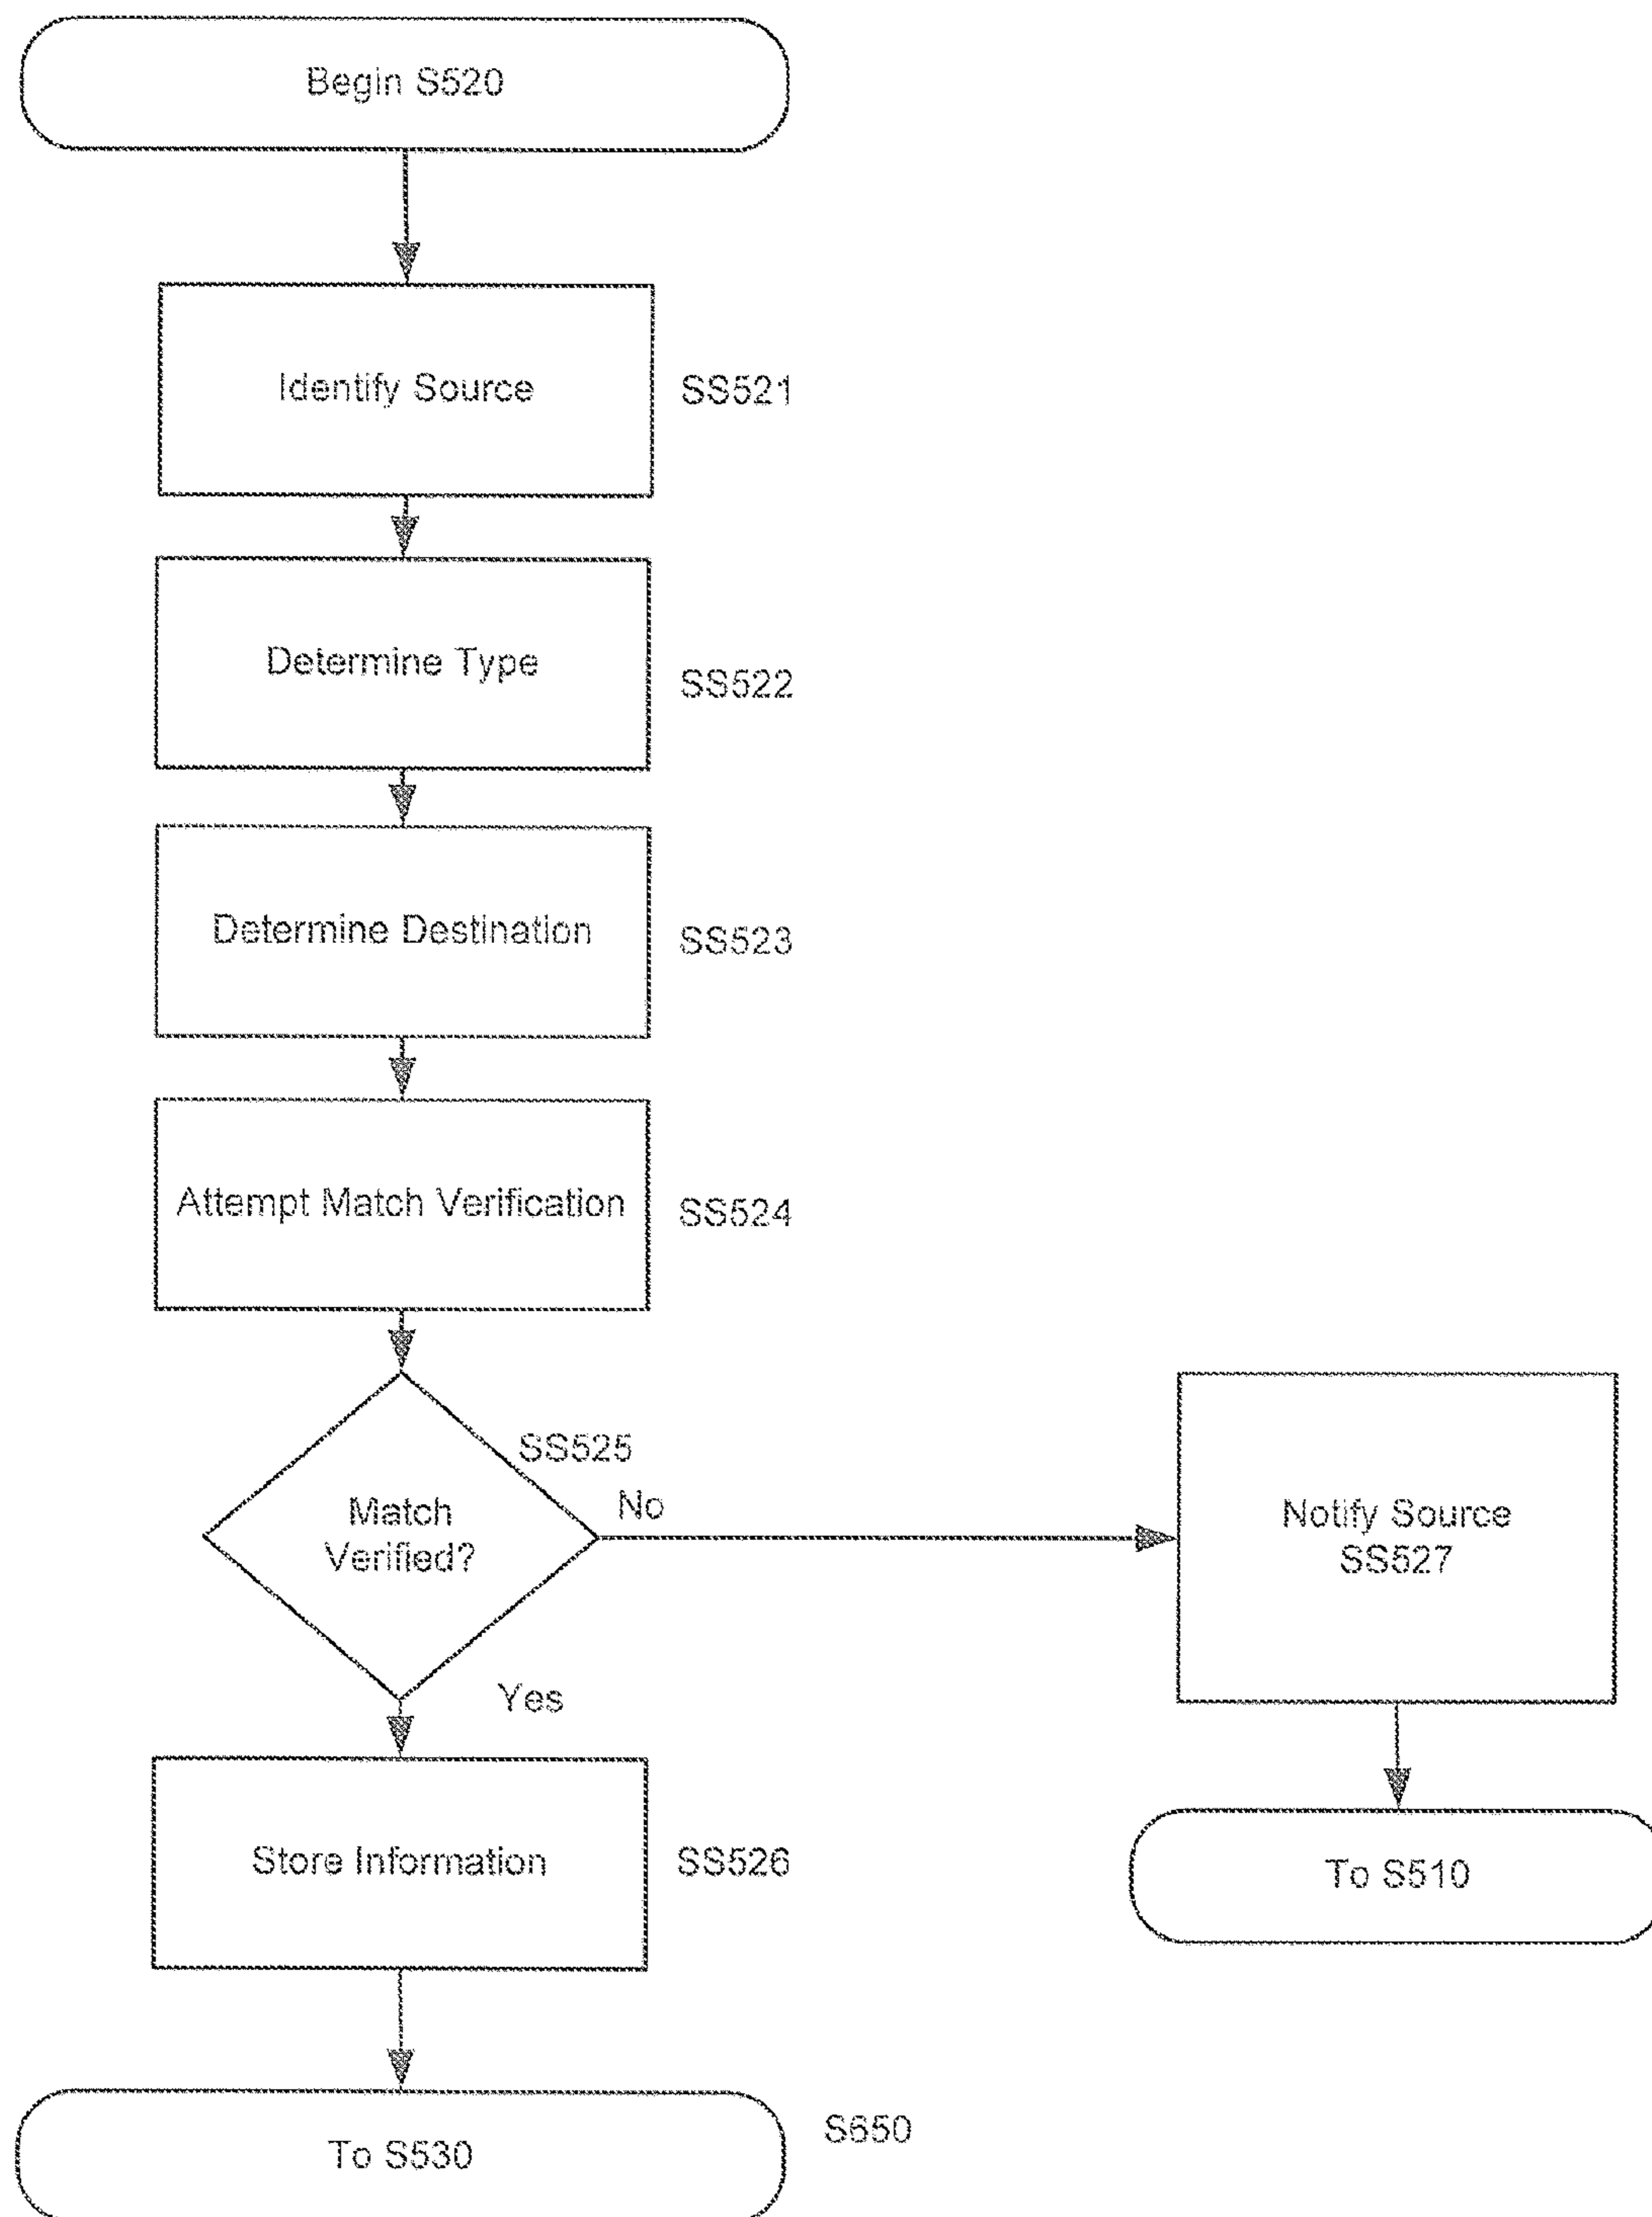 Begin S520
Identify Source
SS521
Determine Type
SS522
Determine Destination
SS523
Attempt Match Verification
SS524
SS525
Match
Verified?
No
Notify Source
SS527
Yes
Store Information
SS526
To S510
To S530
S650